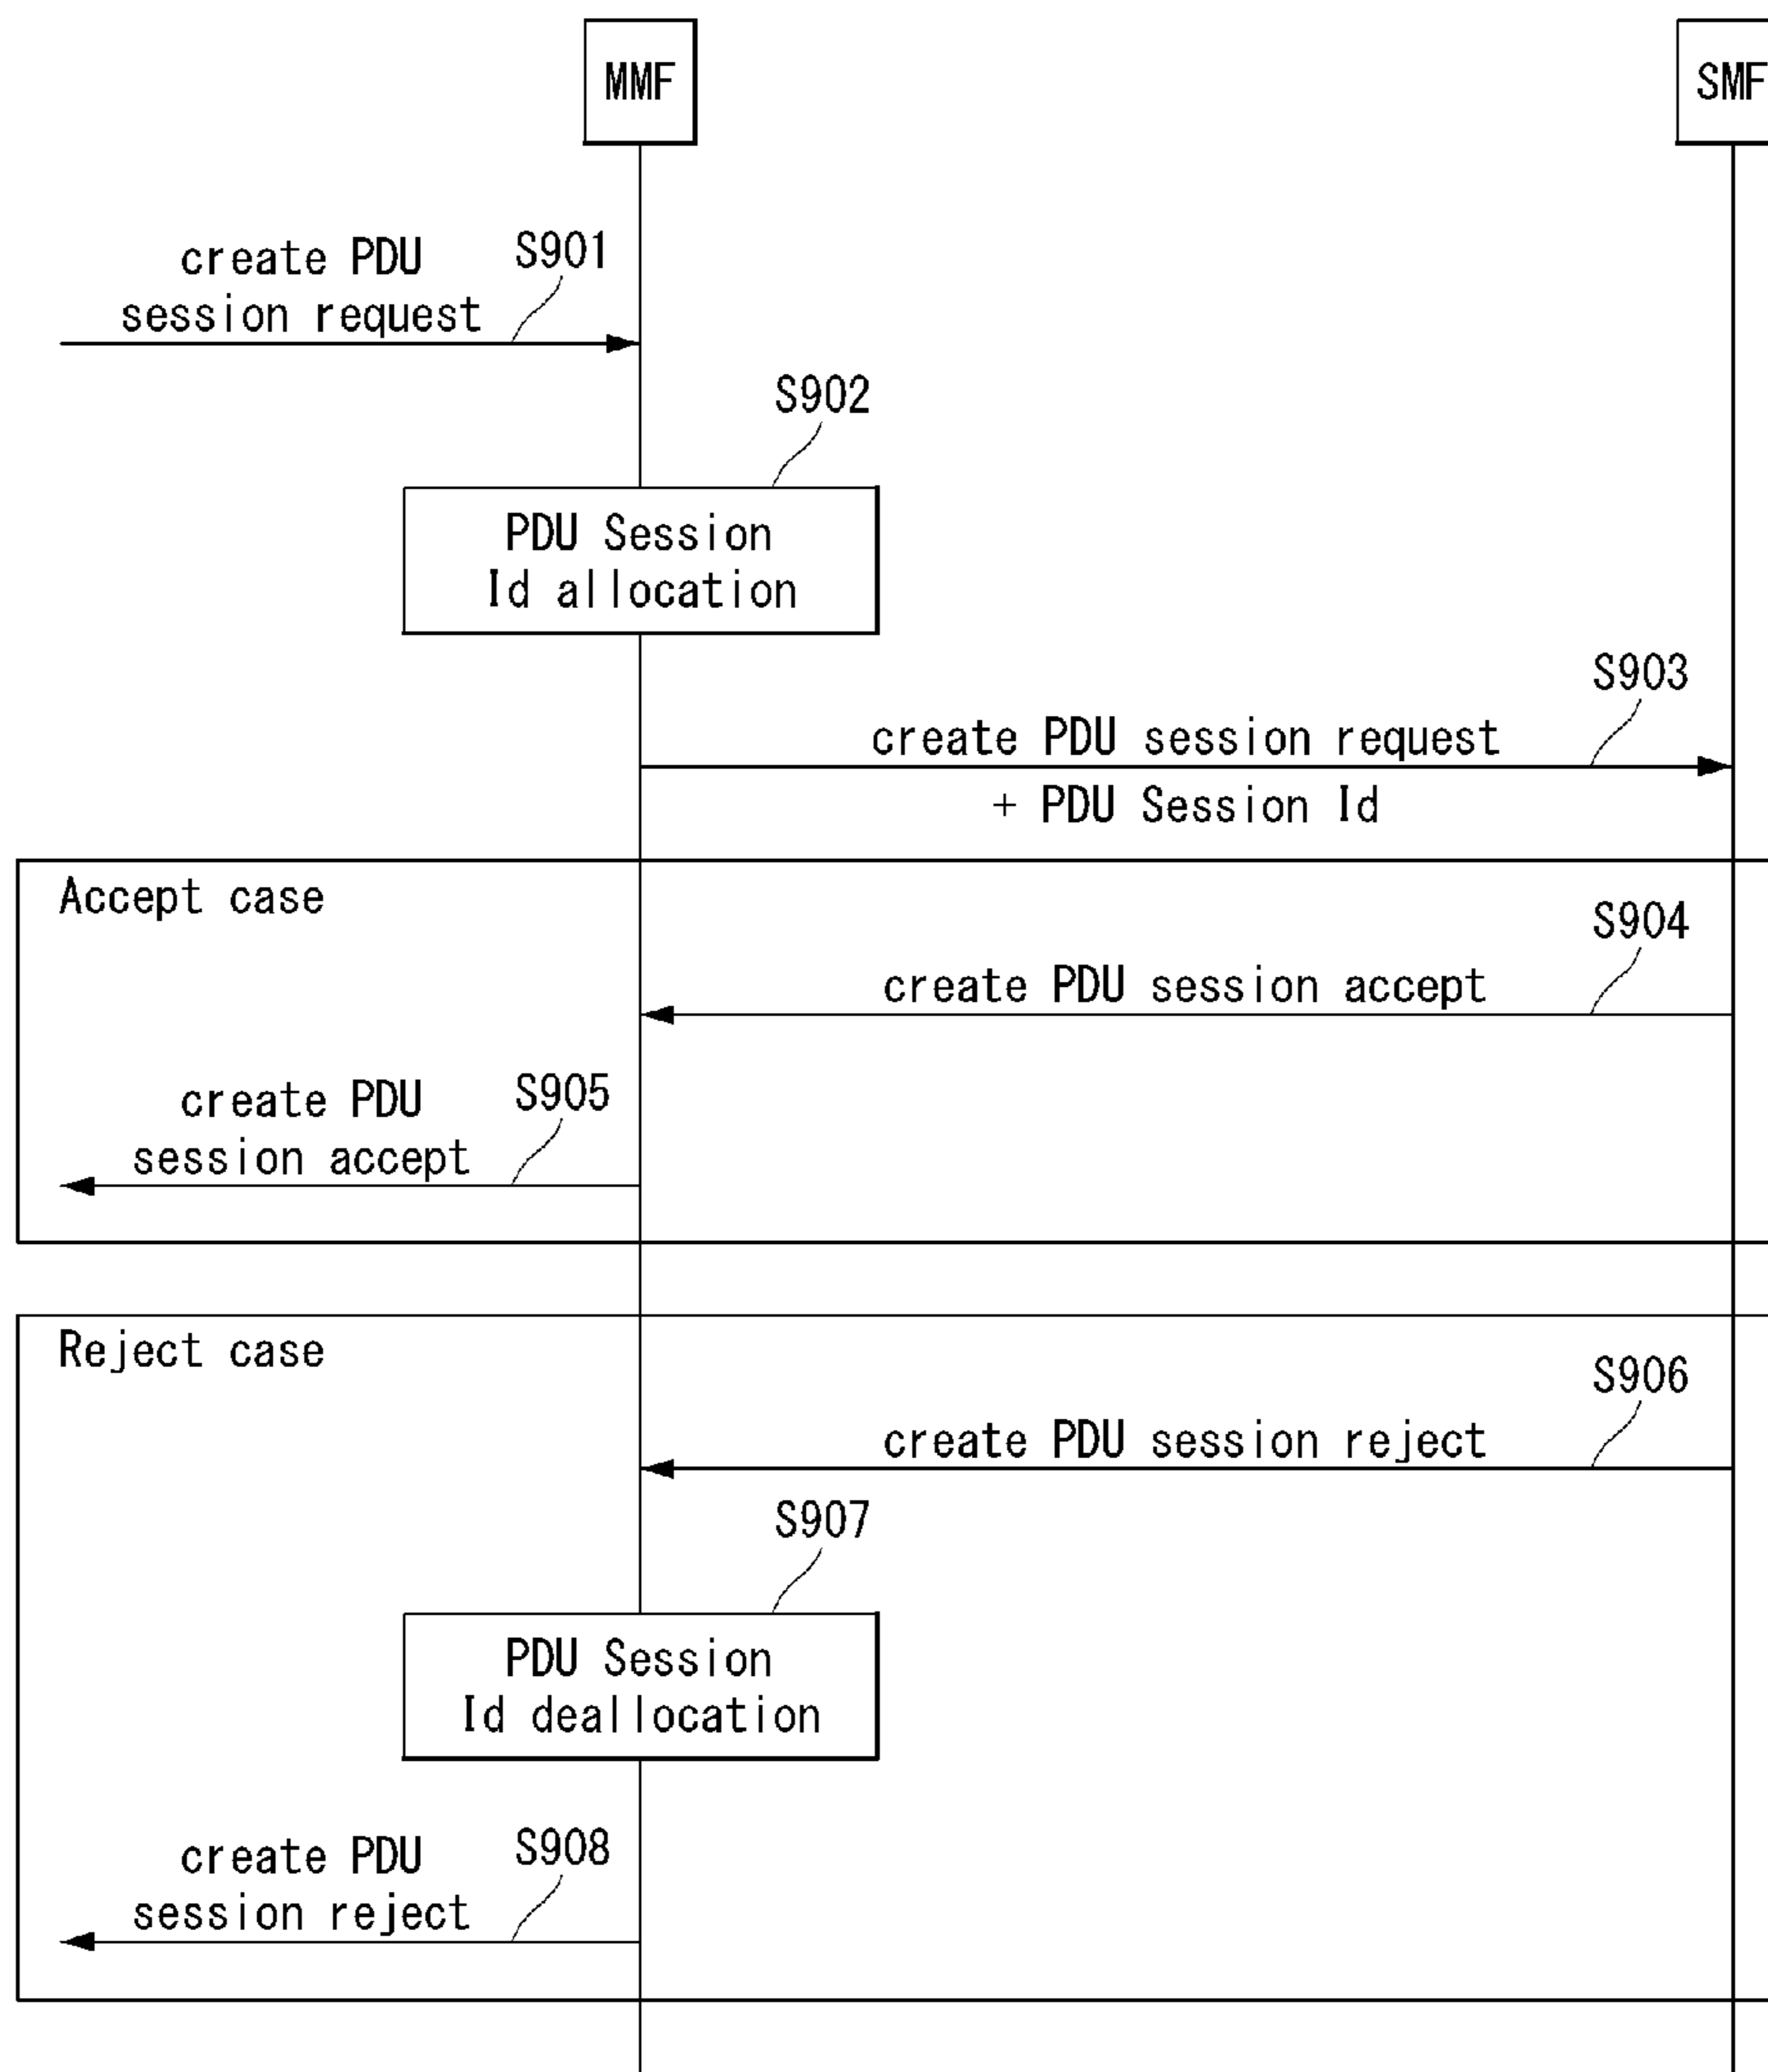 MMF
SMF
create PDU
session request
S901
S902
PDU Session
Id allocation
S903
create PDU session request
+ PDU Session Id
Accept case
S904
create PDU session accept
create PDU
session accept
S905
Reject case
S906
create PDU session reject
S907
PDU Session
Id deallocation
create PDU
session reject
S908